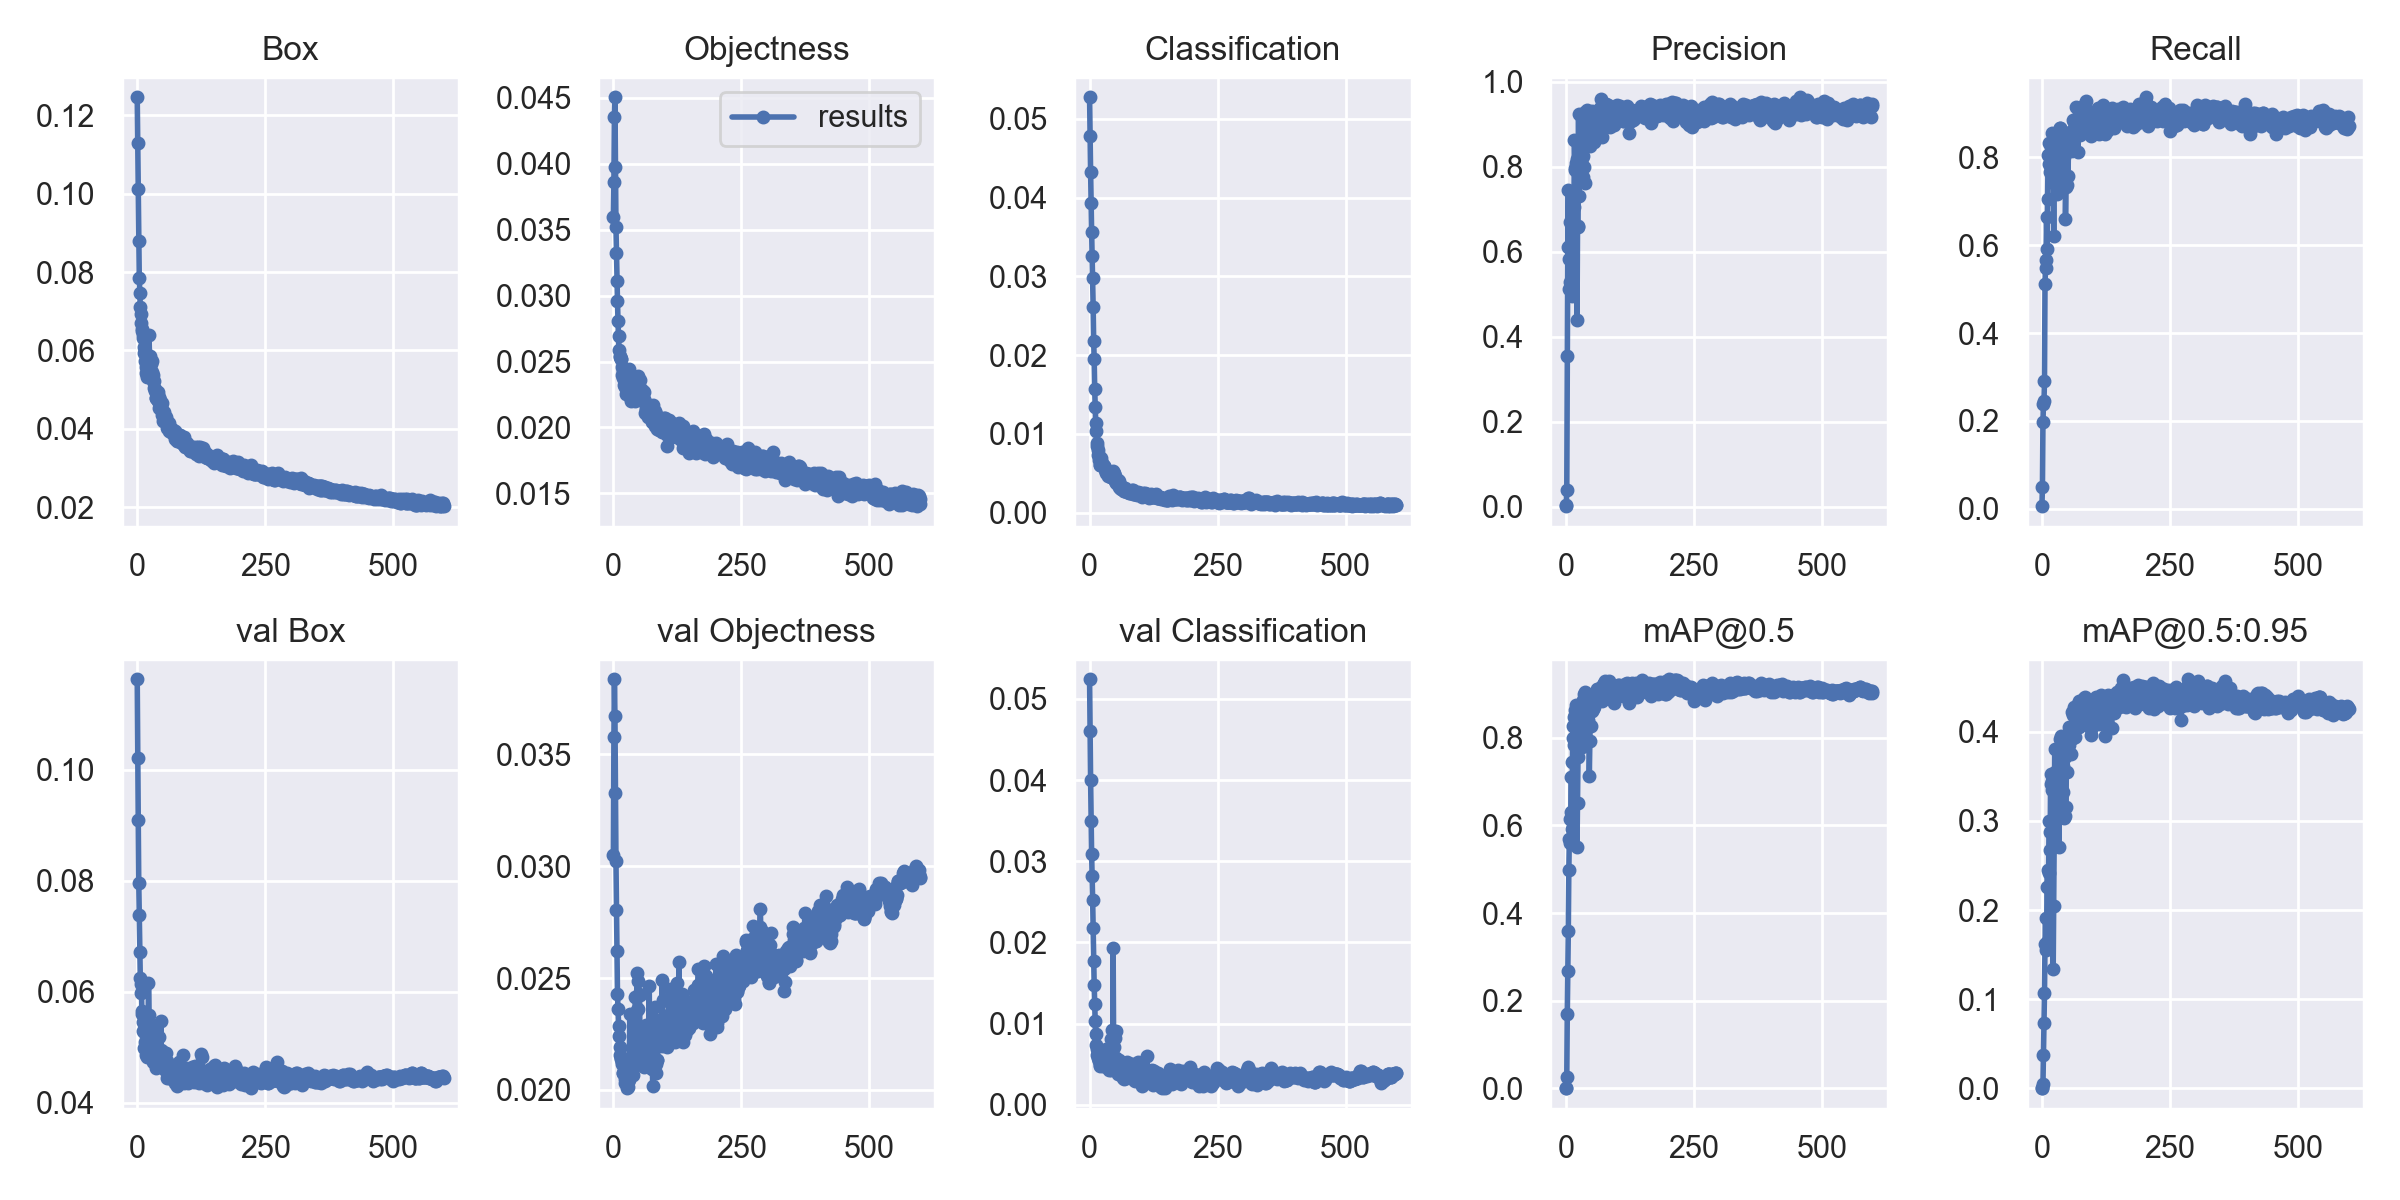 Box
0.12
0.10
0.08
0.06
0.04
0.02
0 250 500
Objectness
results
0.045
0.040
0.035
0.030
0.025
0.020
0.015
0 250 500
Classification
0.05
0.04
0.03
0.02
0.01
0.00
0 250 500
Precision
1.0
0.8
0.6
0.4
0.2
0.0
0 250 500
Recall
0.8
0.6
0.4
0.2
0.0
0 250 500
val Box
0.10
0.08
0.06
0.04
0 250 500
val Objectness
0.035
0.030
0.025
0.020
0 250 500
val Classification
0.05
0.04
0.03
0.02
0.01
0.00
0 250 500
mAP@0.5
0.8
0.6
0.4
0.2
0.0
0 250 500
mAP@0.5:0.95
0.4
0.3
0.2
0.1
0.0
0 250 500